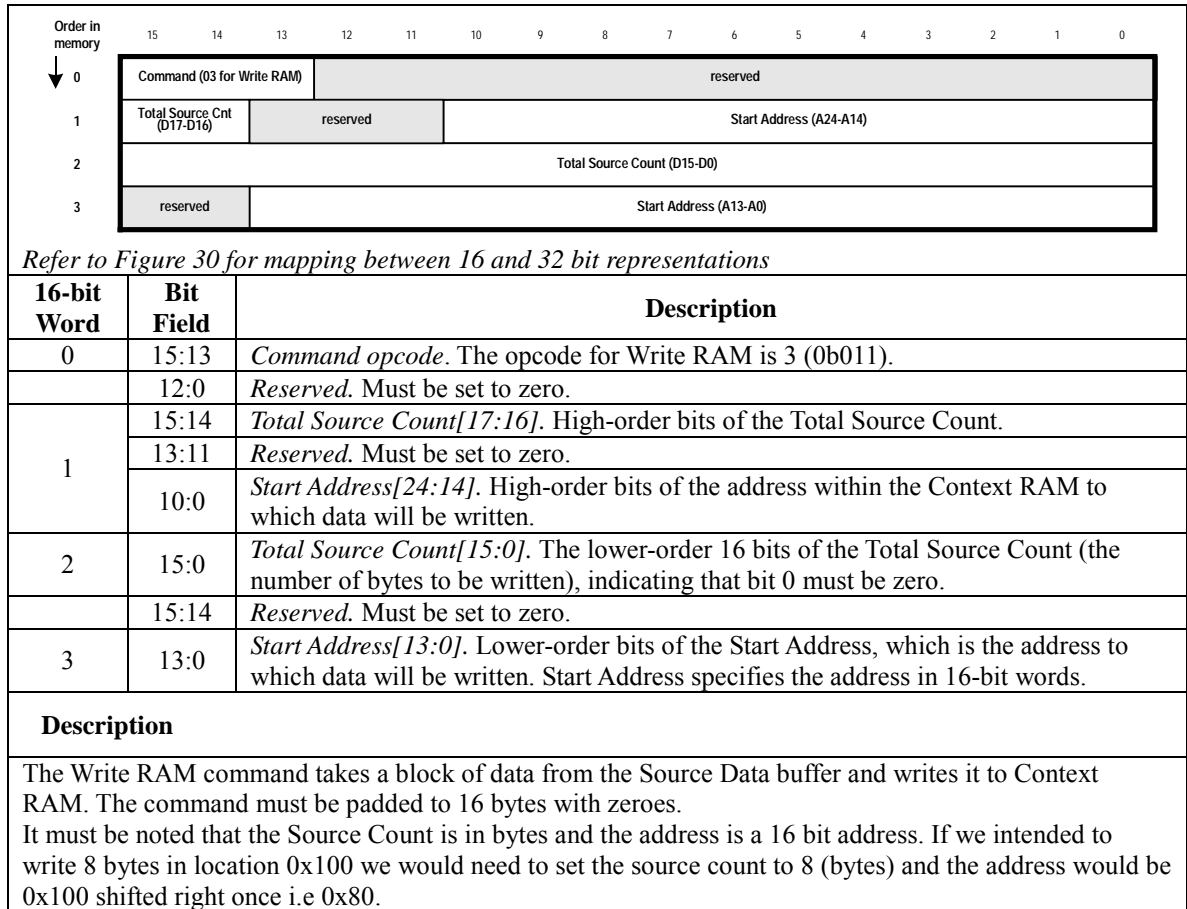 Order in
memory
15 14 13 12 11 10 9 8 7 6 5 4 3 2 1 0
0 Command (03 for Write RAM) reserved
1 Total Source Cnt
(D17-D16) reserved Start Address (A24-A14)
2 Total Source Count (D15-D0)
3 reserved Start Address (A13-A0)
Refer to Figure 30 for mapping between 16 and 32 bit representations
16-bit
Word Bit
Field Description
0 15:13 Command opcode. The opcode for Write RAM is 3 (0b011).
12:0 Reserved. Must be set to zero.
1 15:14 Total Source Count[17:16]. High-order bits of the Total Source Count.
13:11 Reserved. Must be set to zero.
10:0 Start Address[24:14]. High-order bits of the address within the Context RAM to
which data will be written.
2 15:0 Total Source Count[15:0]. The lower-order 16 bits of the Total Source Count (the
number of bytes to be written), indicating that bit 0 must be zero.
15:14 Reserved. Must be set to zero.
3 13:0 Start Address[13:0]. Lower-order bits of the Start Address, which is the address to
which data will be written. Start Address specifies the address in 16-bit words.
Description
The Write RAM command takes a block of data from the Source Data buffer and writes it to Context
RAM. The command must be padded to 16 bytes with zeroes.
It must be noted that the Source Count is in bytes and the address is a 16 bit address. If we intended to
write 8 bytes in location 0x100 we would need to set the source count to 8 (bytes) and the address would be
0x100 shifted right once i.e 0x80.